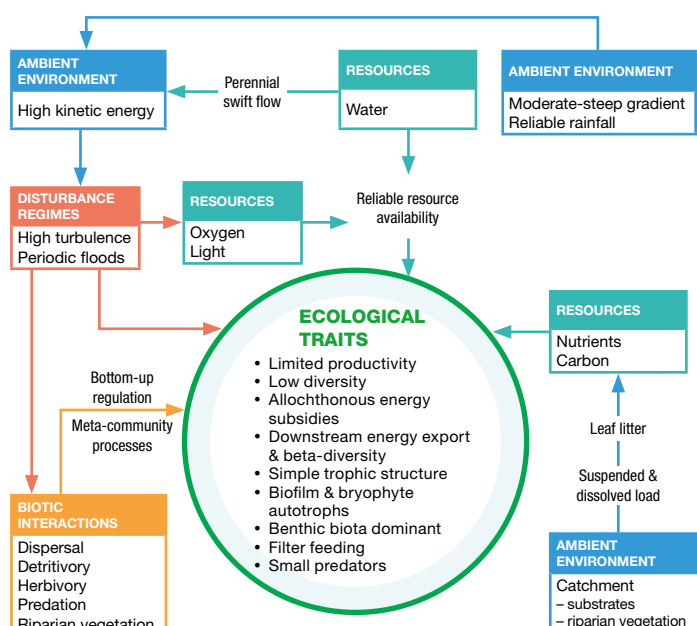 AMBIENT
ENVIRONMENT
High kinetic energy
Perennial
swift flow
RESOURCES
Water
AMBIENT ENVIRONMENT
Moderate-steep gradient
Reliable rainfall
DISTURBANCE
REGIMES
High turbulence
Periodic floods
RESOURCES
Oxygen
Light
Reliable resource
availability
ECOLOGICAL
TRAITS
• Limited productivity
• Low diversity
• Allochthonous energy
subsidies
• Downstream energy export
& beta-diversity
• Simple trophic structure
• Biofilm & bryophyte
autotrophs
• Benthic biota dominant
• Filter feeding
• Small predators
RESOURCES
Nutrients
Carbon
Leaf litter
Suspended &
dissolved load
Bottom-up
regulation
Meta-community
processes
BIOTIC
INTERACTIONS
Dispersal
Detritivory
Herbivory
Predation
Riparian vegetation
AMBIENT
ENVIRONMENT
Catchment
– substrates
– riparian vegetation